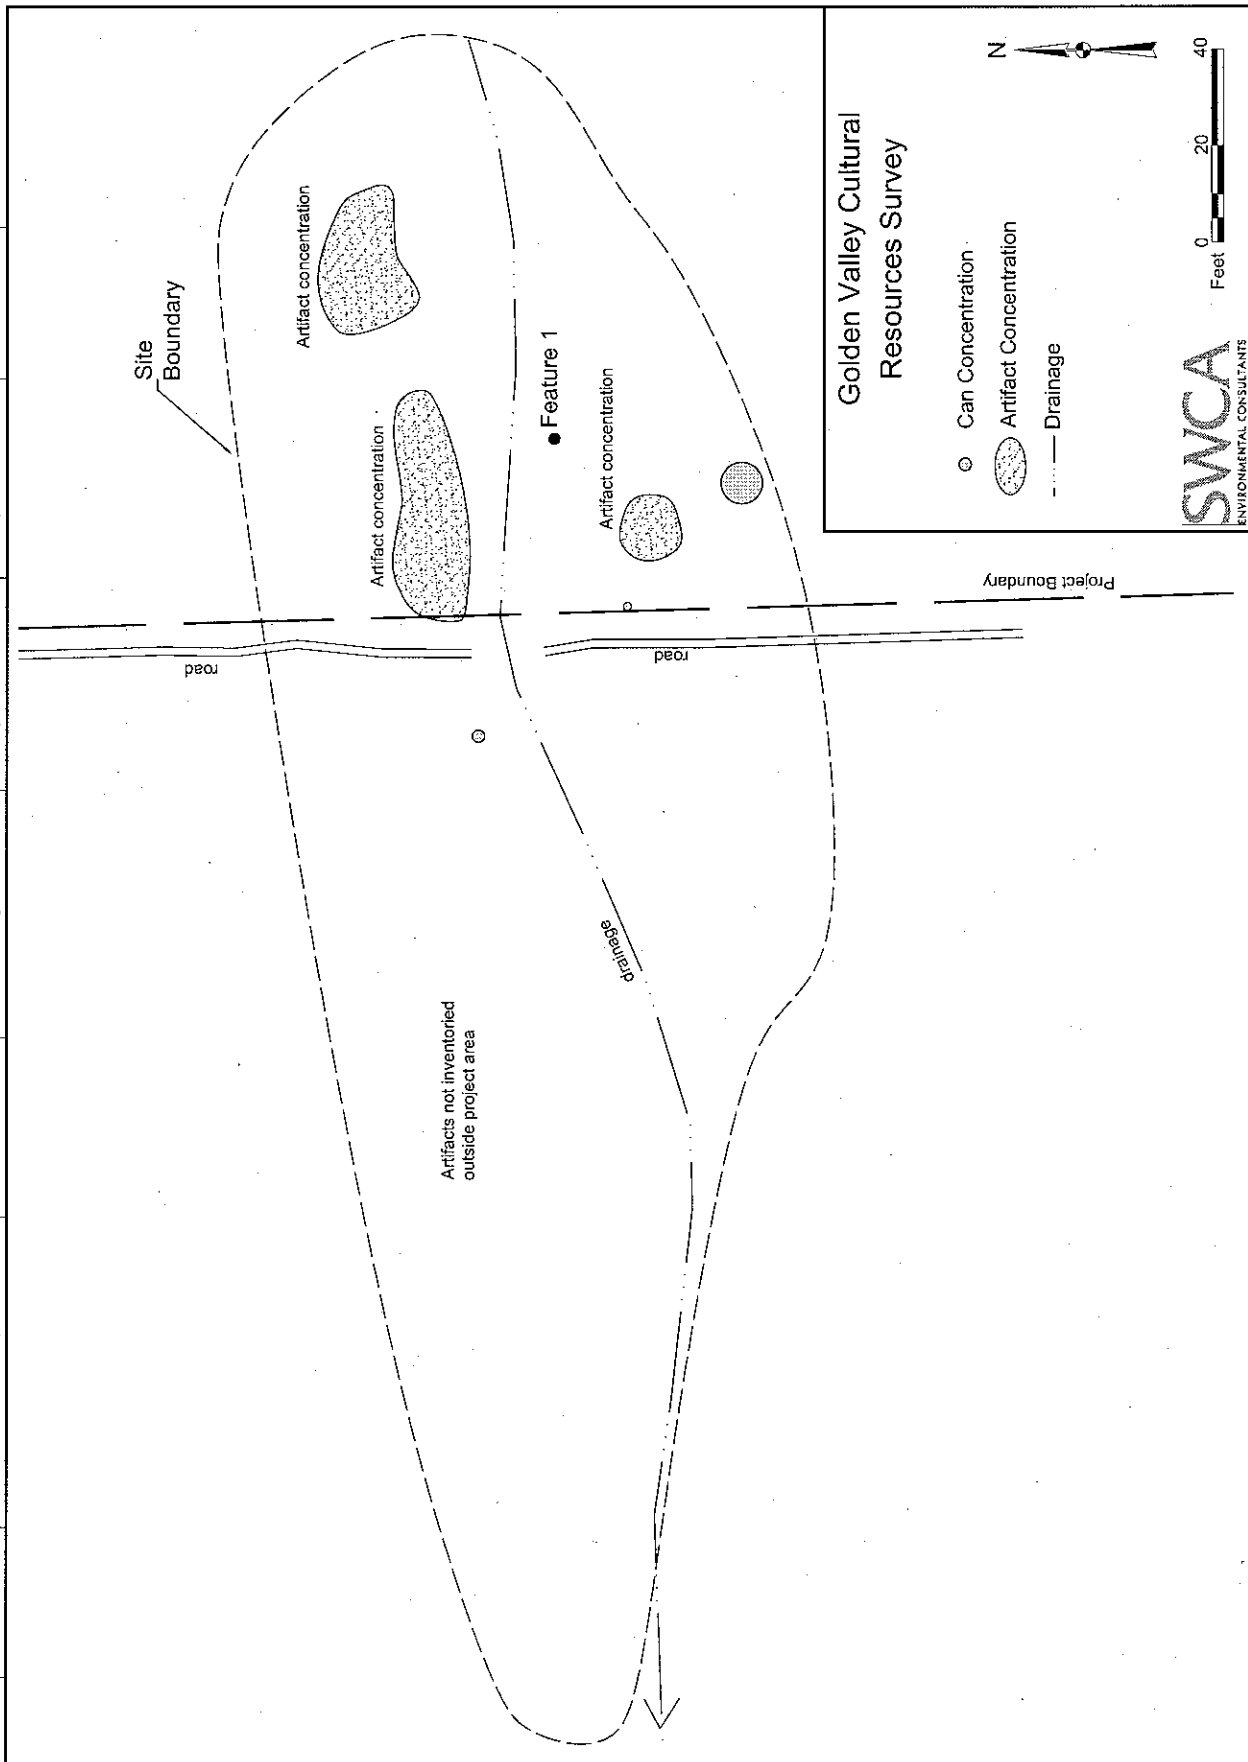 Site
Boundary
Artifact concentration
Artifact concentration
Feature 1
Artifact concentration
road
road
Project Boundary
drainage
Artifacts not inventoried
outside project area
Golden Valley Cultural
Resources Survey
Can Concentration
Artifact Concentration
Drainage
N
0 20 40
Feet
SWCA
ENVIRONMENTAL CONSULTANTS